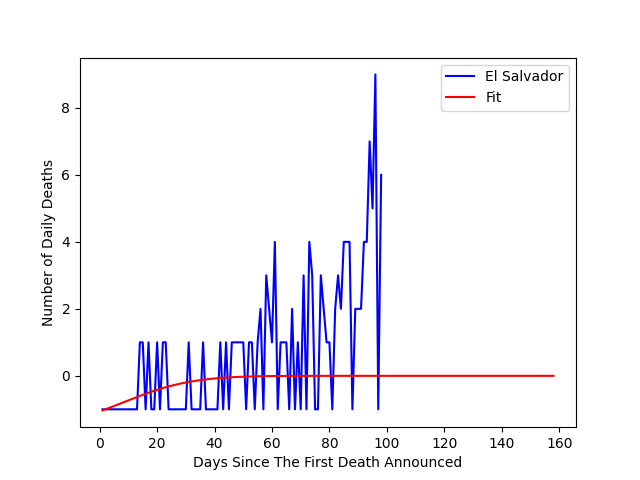 El Salvador
Fit
Number of Daily Deaths
8
6
4
2
0
0 20 40 60 80 100 120 140 160
Days Since The First Death Announced